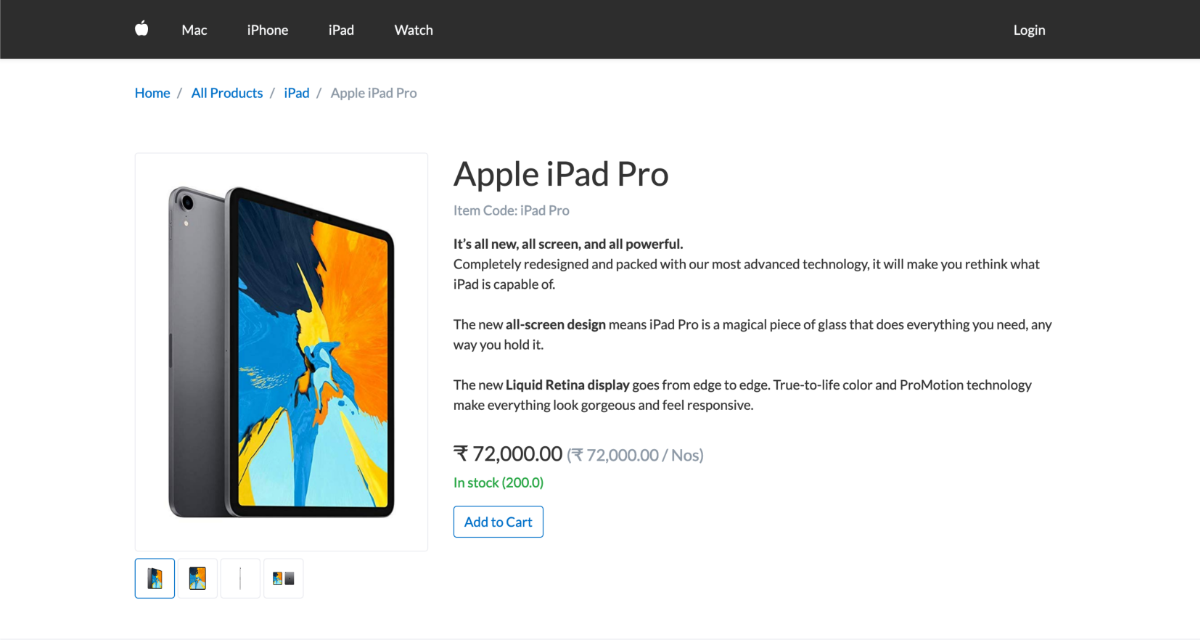 Mac iPhone iPad Watch Login
Home / All Products / iPad / Apple iPad Pro
Apple iPad Pro
Item Code: iPad Pro
It’s all new, all screen, and all powerful.
Completely redesigned and packed with our most advanced technology, it will make you rethink what
iPad is capable of.
The new all-screen design means iPad Pro is a magical piece of glass that does everything you need, any
way you hold it.
The new Liquid Retina display goes from edge to edge. True-to-life color and ProMotion technology
make everything look gorgeous and feel responsive.
₹ 72,000.00 (₹ 72,000.00 / Nos)
In stock (200.0)
Add to Cart